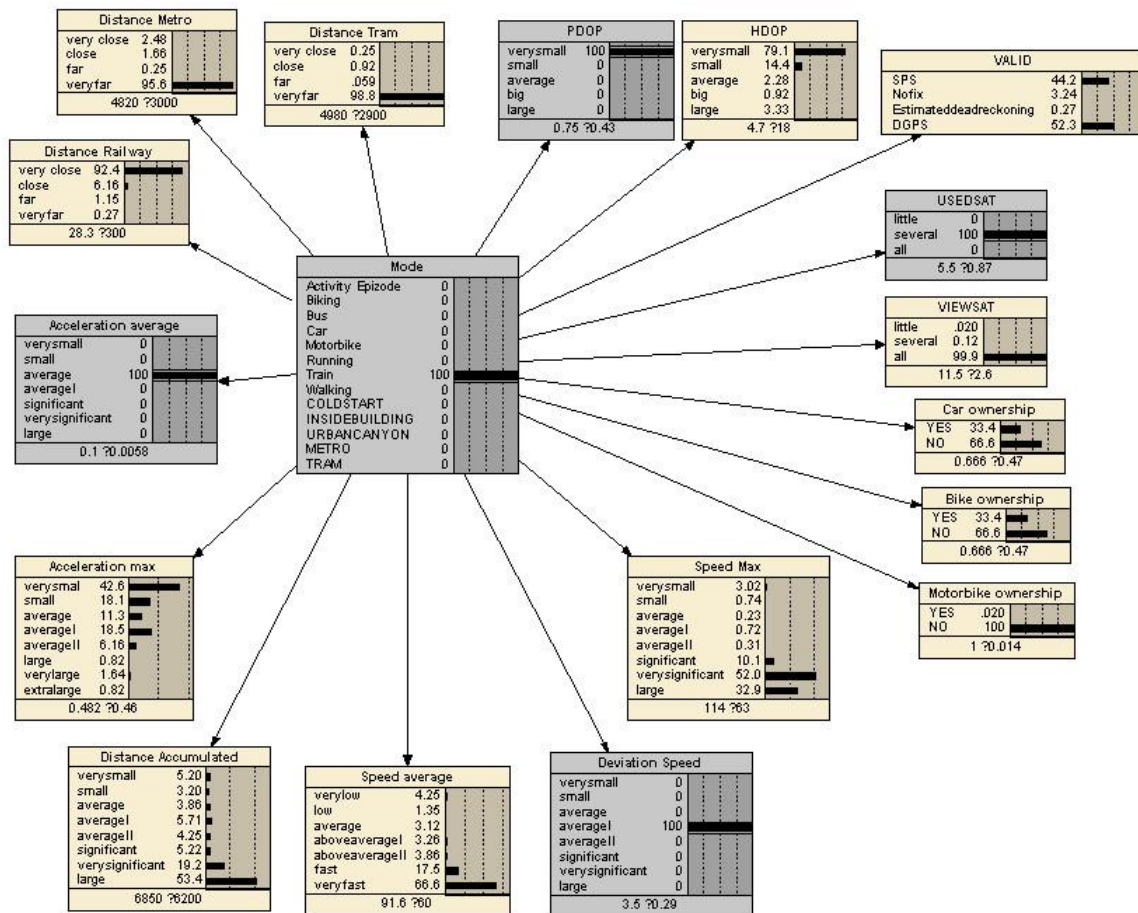 Distance Metro
very close 2.48
close 1.66
far 0.25
veryfar 95.6
4820 ?3000
Distance Tram
very close 0.25
close 0.92
far .059
veryfar 98.8
4980 ?2900
PDOP
verysmall 100
small 0
average 0
big 0
large 0
0.75 ?0.43
HDOP
verysmall 79.1
small 14.4
average 2.28
big 0.92
large 3.33
4.7 ?18
VALID
SPS 44.2
Nofix 3.24
Estimateddeadreckoning 0.27
DGPS 52.3
Distance Railway
very close 92.4
close 6.16
far 1.15
veryfar 0.27
28.3 ?300
USEDSAT
little 0
several 100
all 0
5.5 ?0.87
Mode
Activity Epizode 0
Biking 0
Bus 0
Car 0
Motorbike 0
Running 0
Train 100
Walking 0
COLDSTART 0
INSIDEBUILDING 0
URBANCANYON 0
METRO 0
TRAM 0
Acceleration average
verysmall 0
small 0
average 100
averageI 0
significant 0
verysignificant 0
large 0
0.1 ?0.0058
VIEWSAT
little .020
several 0.12
all 99.9
11.5 ?2.6
Car ownership
YES 33.4
NO 66.6
0.666 ?0.47
Bike ownership
YES 33.4
NO 66.6
0.666 ?0.47
Motorbike ownership
YES .020
NO 100
1 ?0.014
Acceleration max
verysmal 42.6
small 18.1
average 11.3
averageI 18.5
averageII 6.16
large 0.82
verylarge 1.64
extralarge 0.82
0.482 ?0.46
Speed Max
verysmall 3.02
small 0.74
average 0.23
averageI 0.72
averageII 0.31
significant 10.1
verysignificant 52.0
large 32.9
114 ?63
Distance Accumulated
verysmall 5.20
small 3.20
average 3.86
averageI 5.71
averageII 4.25
significant 5.22
verysignificant 19.2
large 53.4
6850 ?6200
Speed average
verylow 4.25
low 1.35
average 3.12
aboveaverageI 3.26
aboveaverageII 3.86
fast 17.5
veryfast 66.6
91.6 ?60
Deviation Speed
verysmall 0
small 0
average 0
averageI 100
averageII 0
significant 0
verysignificant 0
large 0
3.5 ?0.29